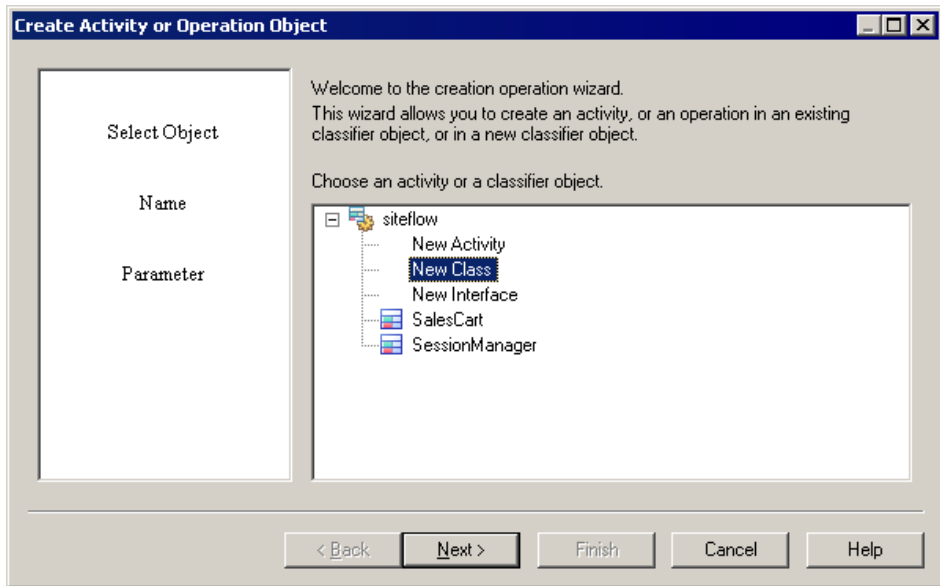 Create Activity or Operation Object
Select Object
Name
Parameter
Welcome to the creation operation wizard.
This wizard allows you to create an activity, or an operation in an existing
classifier object, or in a new classifier object.
Choose an activity or a classifier object.
siteflow
New Activity
New Class
New Interface
SalesCart
SessionManager
< Back
Next >
Finish
Cancel
Help